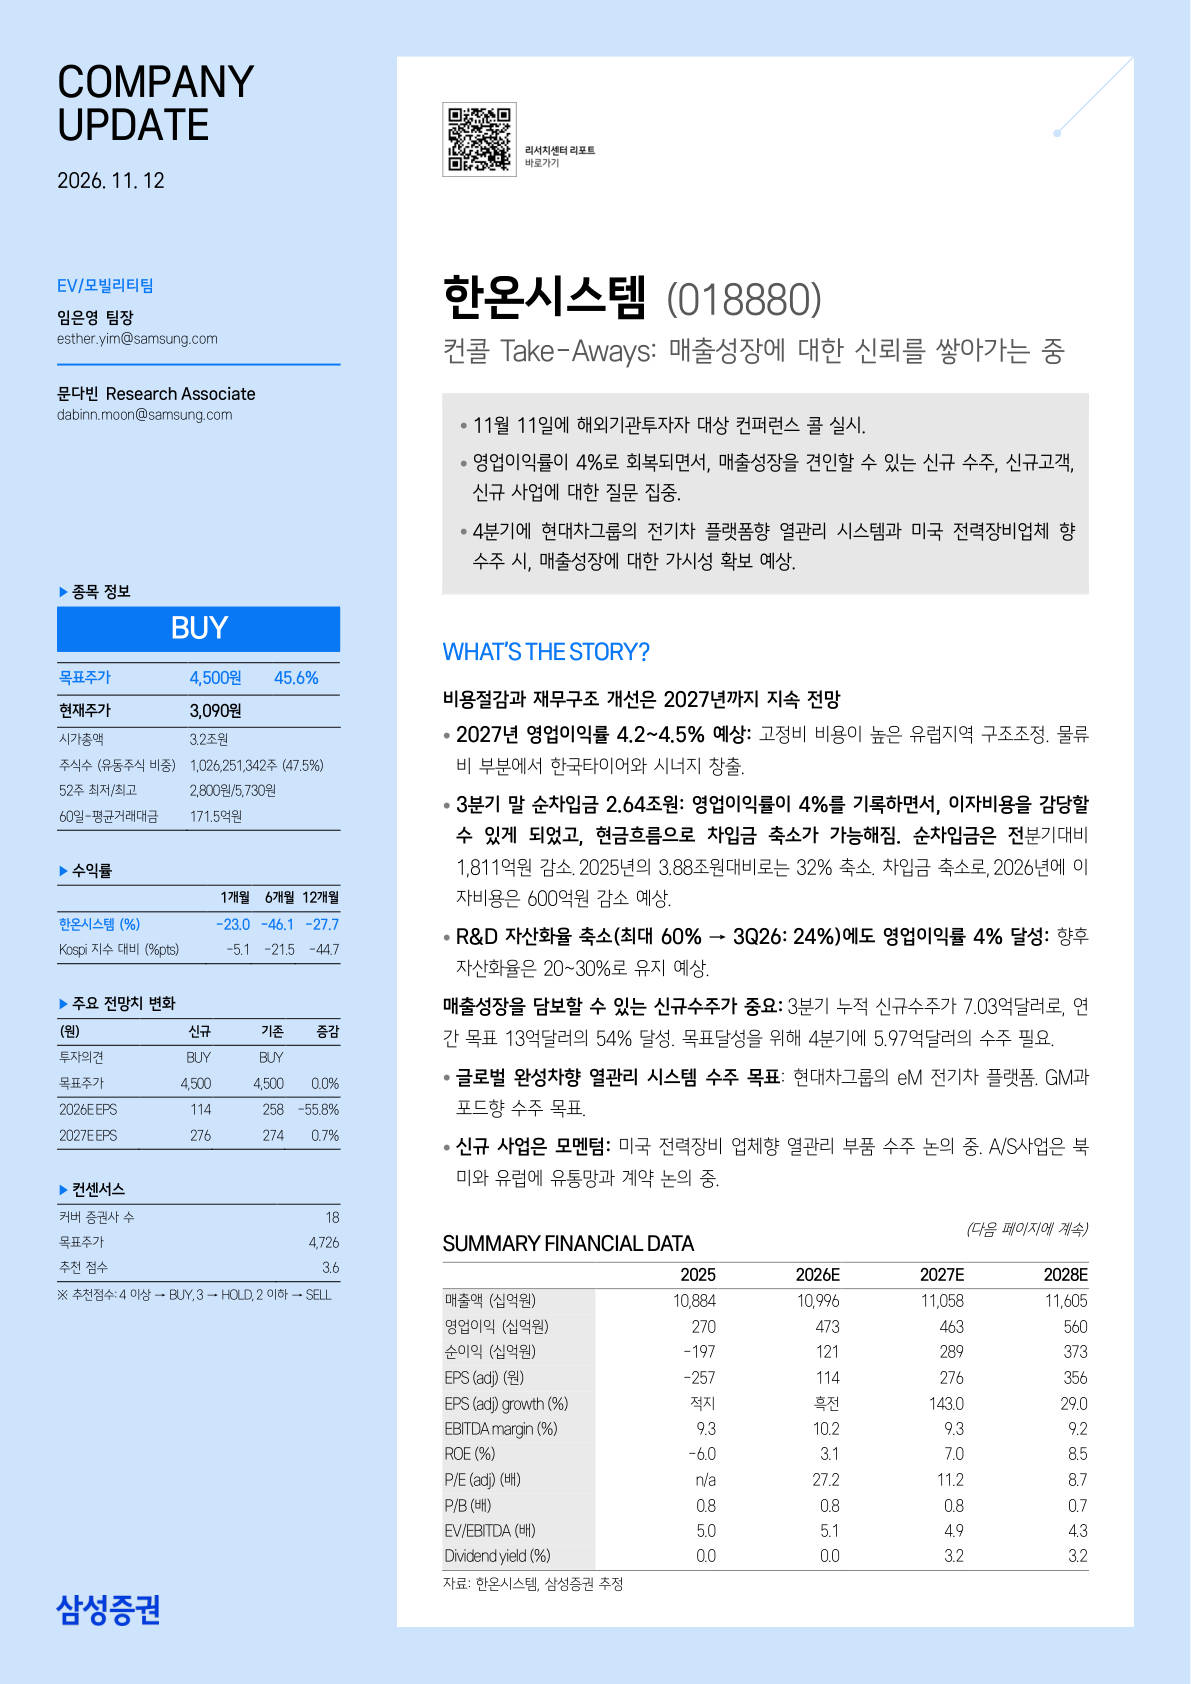 COMPANY
UPDATE
2026. 11. 12
EV/모빌리티팀
임은영 팀장
esther.yim@samsung.com
문다빈 Research Associate
dabinn.moon@samsung.com
▶ 종목 정보
BUY
목표주가 4,500원 45.6%
현재주가 3,090원
시가총액 3.2조원
주식수 (유동주식 비중) 1,026,251,342주 (47.5%)
52주 최저/최고 2,800원/5,730원
60일-평균거래대금 171.5억원
▶ 수익률
1개월 6개월 12개월
한온시스템 (%) -23.0 -46.1 -27.7
Kospi 지수 대비 (%pts) -5.1 -21.5 -44.7
▶ 주요 전망치 변화
(원) 신규 기존 증감
투자의견 BUY BUY
목표주가 4,500 4,500 0.0%
2026E EPS 114 258 -55.8%
2027E EPS 276 274 0.7%
▶ 컨센서스
커버 증권사 수 18
목표주가 4,726
추천 점수 3.6
※ 추천점수: 4 이상 → BUY, 3 → HOLD, 2 이하 → SELL
삼성증권
리서치센터 리포트
바로가기
한온시스템 (018880)
컨콜 Take-Aways: 매출성장에 대한 신뢰를 쌓아가는 중
• 11월 11일에 해외기관투자자 대상 컨퍼런스 콜 실시.
• 영업이익률이 4%로 회복되면서, 매출성장을 견인할 수 있는 신규 수주, 신규고객,
신규 사업에 대한 질문 집중.
• 4분기에 현대차그룹의 전기차 플랫폼향 열관리 시스템과 미국 전력장비업체 향
수주 시, 매출성장에 대한 가시성 확보 예상.
WHAT'S THE STORY?
비용절감과 재무구조 개선은 2027년까지 지속 전망
• 2027년 영업이익률 4.2~4.5% 예상: 고정비 비용이 높은 유럽지역 구조조정. 물류
비 부분에서 한국타이어와 시너지 창출.
• 3분기 말 순차입금 2.64조원: 영업이익률이 4%를 기록하면서, 이자비용을 감당할
수 있게 되었고, 현금흐름으로 차입금 축소가 가능해짐. 순차입금은 전분기대비
1,811억원 감소. 2025년의 3.88조원대비로는 32% 축소. 차입금 축소로, 2026년에 이
자비용은 600억원 감소 예상.
• R&D 자산화율 축소(최대 60% → 3Q26: 24%)에도 영업이익률 4% 달성: 향후
자산화율은 20~30%로 유지 예상.
매출성장을 담보할 수 있는 신규수주가 중요: 3분기 누적 신규수주가 7.03억달러로, 연
간 목표 13억달러의 54% 달성. 목표달성을 위해 4분기에 5.97억달러의 수주 필요.
• 글로벌 완성차향 열관리 시스템 수주 목표: 현대차그룹의 eM 전기차 플랫폼. GM과
포드향 수주 목표.
• 신규 사업은 모멘텀: 미국 전력장비 업체향 열관리 부품 수주 논의 중. A/S사업은 북
미와 유럽에 유통망과 계약 논의 중.
(다음 페이지에 계속)
SUMMARY FINANCIAL DATA
2025 2026E 2027E 2028E
매출액 (십억원) 10,884 10,996 11,058 11,605
영업이익 (십억원) 270 473 463 560
순이익 (십억원) -197 121 289 373
EPS (adj) (원) -257 114 276 356
EPS (adj) growth (%) 적지 흑전 143.0 29.0
EBITDA margin (%) 9.3 10.2 9.3 9.2
ROE (%) -6.0 3.1 7.0 8.5
P/E (adj) (배) n/a 27.2 11.2 8.7
P/B (배) 0.8 0.8 0.8 0.7
EV/EBITDA (배) 5.0 5.1 4.9 4.3
Dividend yield (%) 0.0 0.0 3.2 3.2
자료: 한온시스템, 삼성증권 추정